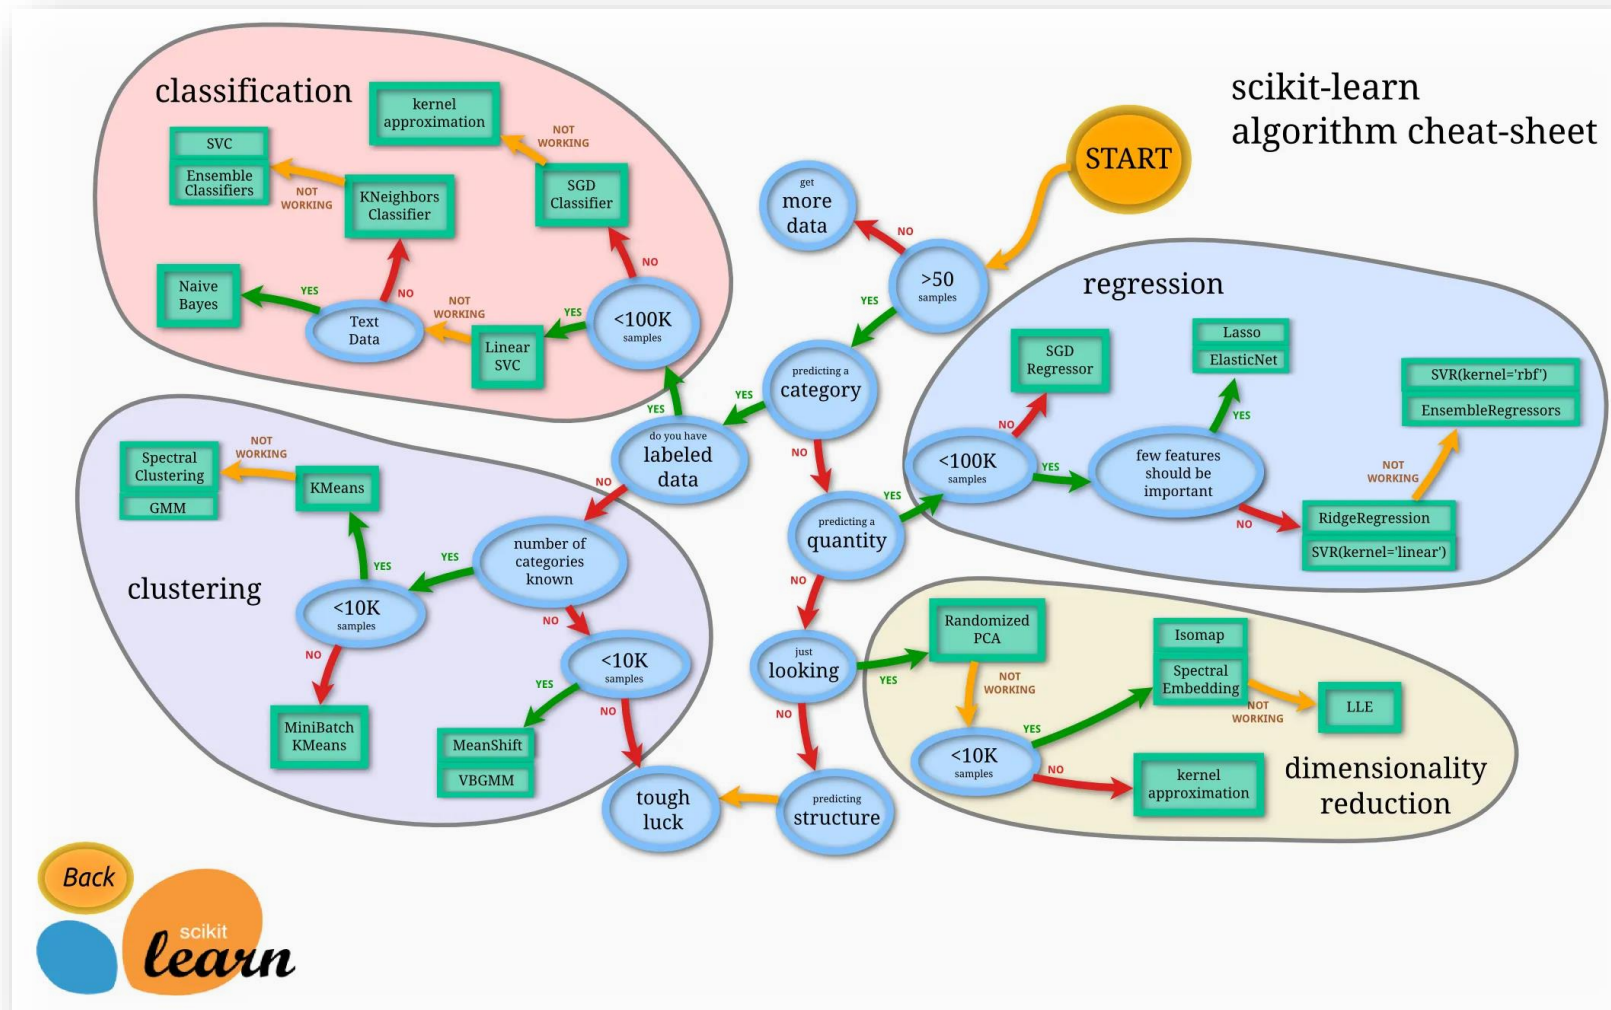 scikit-learn
algorithm cheat-sheet
START
get
more
data
NO
>50
samples
YES
predicting a
category
YES
NO
do you have
labeled
data
YES
NO
predicting a
quantity
YES
NO
just
looking
YES
NO
predicting
structure
tough
luck
classification
kernel
approximation
NOT
WORKING
SVC
Ensemble
Classifiers
NOT
WORKING
KNeighbors
Classifier
SGD
Classifier
NO
Naive
Bayes
YES
NO
Text
Data
NOT
WORKING
Linear
SVC
YES
<100K
samples
regression
SGD
Regressor
NO
<100K
samples
YES
Lasso
ElasticNet
YES
few features
should be
important
NO
SVR(kernel='rbf')
EnsembleRegressors
NOT
WORKING
RidgeRegression
SVR(kernel='linear')
clustering
Spectral
Clustering
GMM
NOT
WORKING
KMeans
YES
<10K
samples
NO
MiniBatch
KMeans
YES
number of
categories
known
NO
<10K
samples
YES
NO
MeanShift
VBGMM
dimensionality
reduction
Randomized
PCA
NOT
WORKING
<10K
samples
YES
NO
Isomap
Spectral
Embedding
NOT
WORKING
LLE
kernel
approximation
Back
scikit
learn